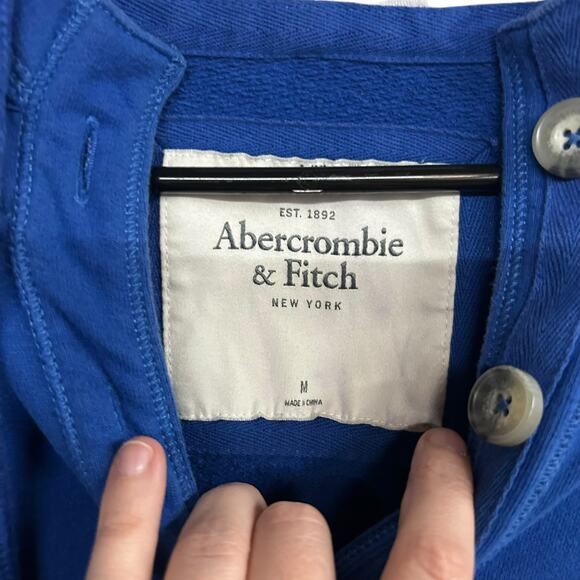 EST. 1892
Abercrombie
& Fitch
NEW YORK
M
MADE IN CHINA